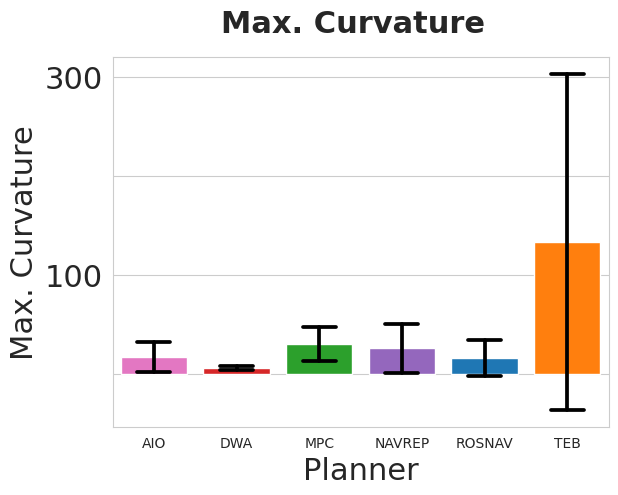 Max. Curvature
Max. Curvature
300
100
AIO DWA MPC NAVREP ROSNAV TEB
Planner